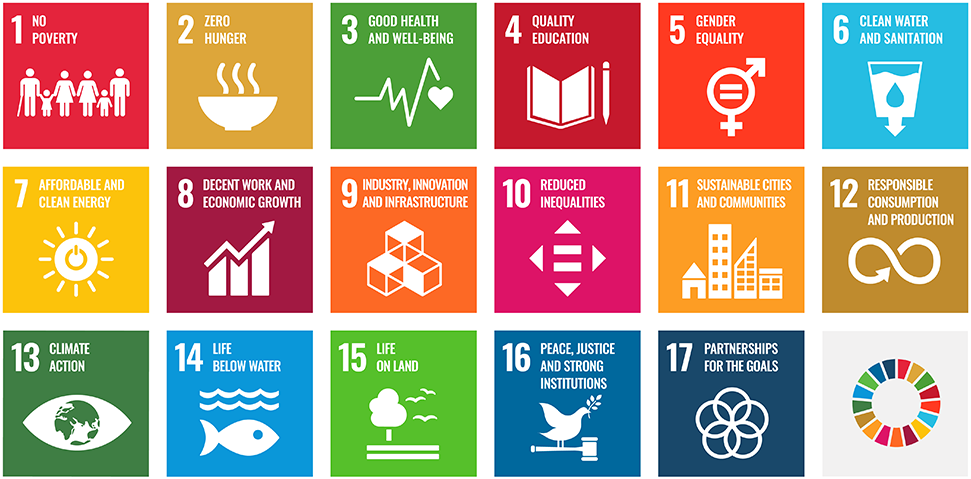 1 NO
POVERTY
2 ZERO
HUNGER
3 GOOD HEALTH
AND WELL-BEING
4 QUALITY
EDUCATION
5 GENDER
EQUALITY
6 CLEAN WATER
AND SANITATION
7 AFFORDABLE AND
CLEAN ENERGY
8 DECENT WORK AND
ECONOMIC GROWTH
9 INDUSTRY, INNOVATION
AND INFRASTRUCTURE
10 REDUCED
INEQUALITIES
11 SUSTAINABLE CITIES
AND COMMUNITIES
12 RESPONSIBLE
CONSUMPTION
AND PRODUCTION
13 CLIMATE
ACTION
14 LIFE
BELOW WATER
15 LIFE
ON LAND
16 PEACE, JUSTICE
AND STRONG
INSTITUTIONS
17 PARTNERSHIPS
FOR THE GOALS